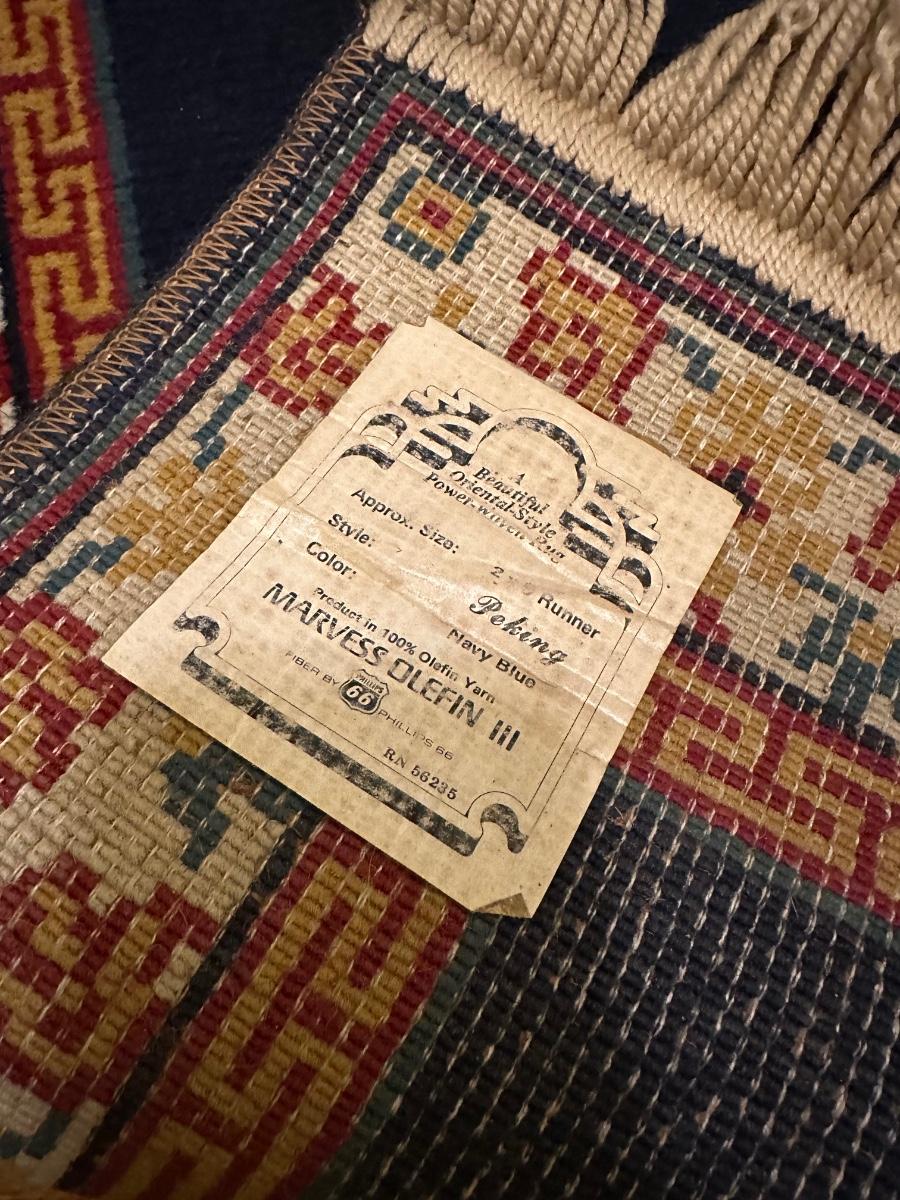 A
Beautiful
Oriental-Style
Power-woven Rug
Approx. Size: Runner
Style: Peking
Color: Navy Blue
Product in 100% Olefin Yarn
MARVESS OLEFIN III
FIBER BY PHILLIPS 66 PHILLIPS 66
RN 56235